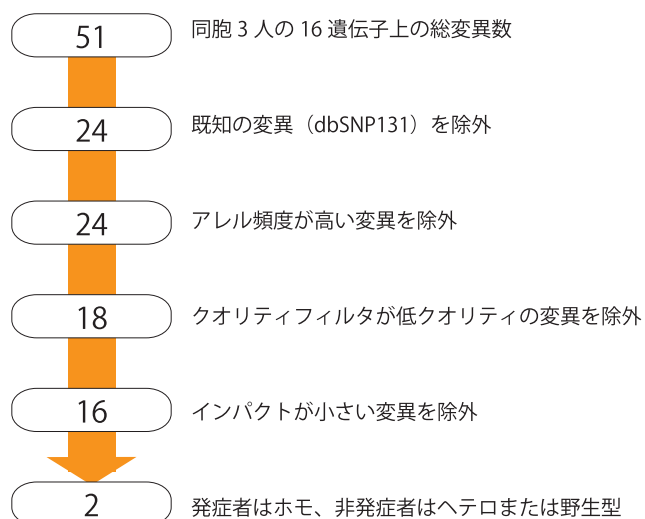 51 同胞 3 人の 16 遺伝子上の総変異数
24 既知の変異（dbSNP131）を除外
24 アレル頻度が高い変異を除外
18 クオリティフィルタが低クオリティの変異を除外
16 インパクトが小さい変異を除外
2 発症者はホモ、非発症者はヘテロまたは野生型